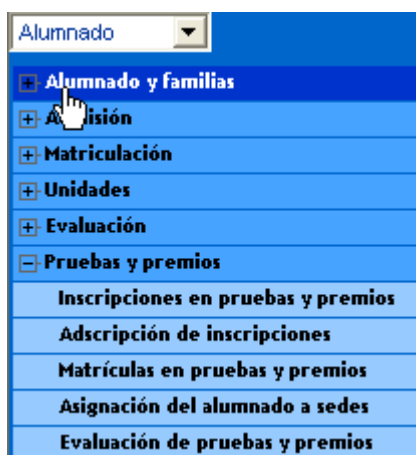 Alumnado
Alumnado y familias
Matriculación
Unidades
Evaluación
Pruebas y premios
Inscripciones en pruebas y premios
Adscripción de inscripciones
Matrículas en pruebas y premios
Asignación del alumnado a sedes
Evaluación de pruebas y premios